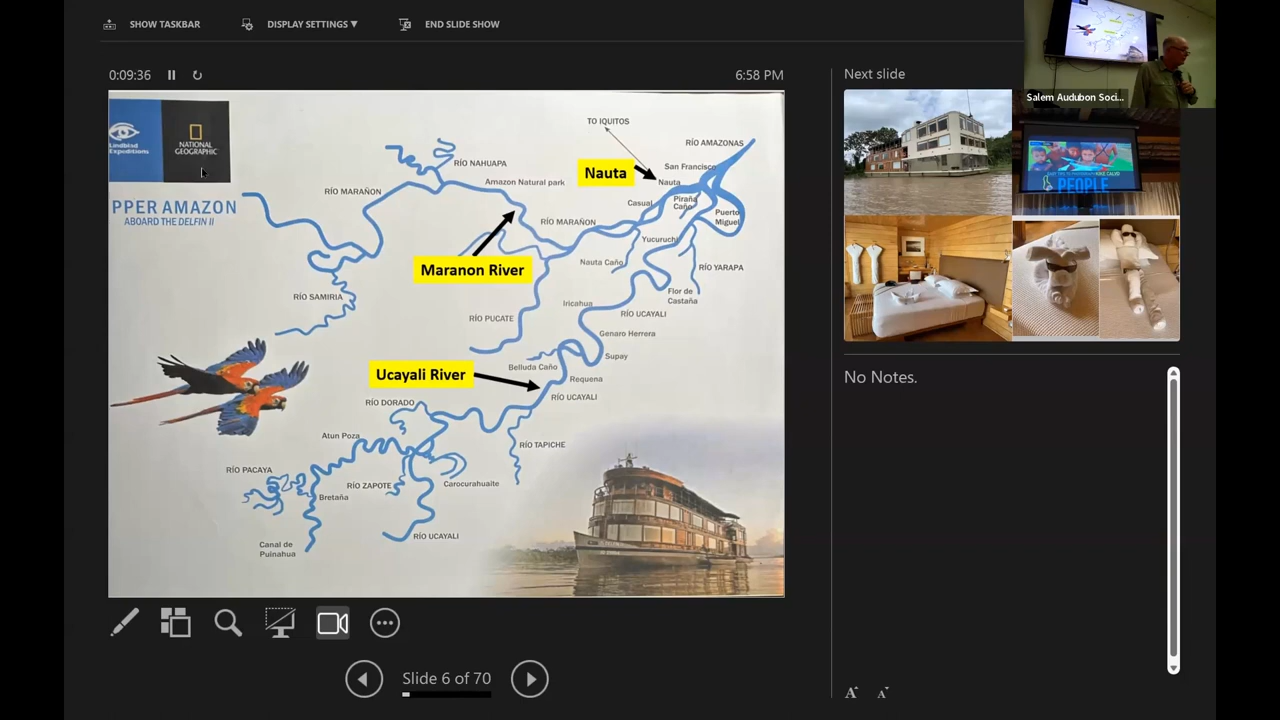 SHOW TASKBAR
DISPLAY SETTINGS ▼
END SLIDE SHOW
0:09:36
6:58 PM
Next slide
Salem Audubon Soci...
Lindblad
Expeditions
NATIONAL
GEOGRAPHIC
PPER AMAZON
ABOARD THE DELFIN II
TO IQUITOS
RÍO AMAZONAS
RÍO NAHUAPA
San Francisco
Nauta
Nauta
Amazon Natural park
RÍO MARAÑON
Casual
Piraña
Caño
Puerto
Miguel
RÍO MARAÑON
Yucuruchi
Maranon River
Nauta Caño
RÍO YARAPA
RÍO SAMIRIA
Flor de
Castaña
Iricahua
RÍO UCAYALI
RÍO PUCATE
Genaro Herrera
Supay
Belluda Caño
Ucayali River
Requena
RÍO UCAYALI
RÍO DORADO
Atun Poza
RÍO TAPICHE
RÍO PACAYA
RÍO ZAPOTE
Carocurahuaite
Bretaña
RÍO UCAYALI
Canal de
Puinahua
PEOPLE
No Notes.
Slide 6 of 70